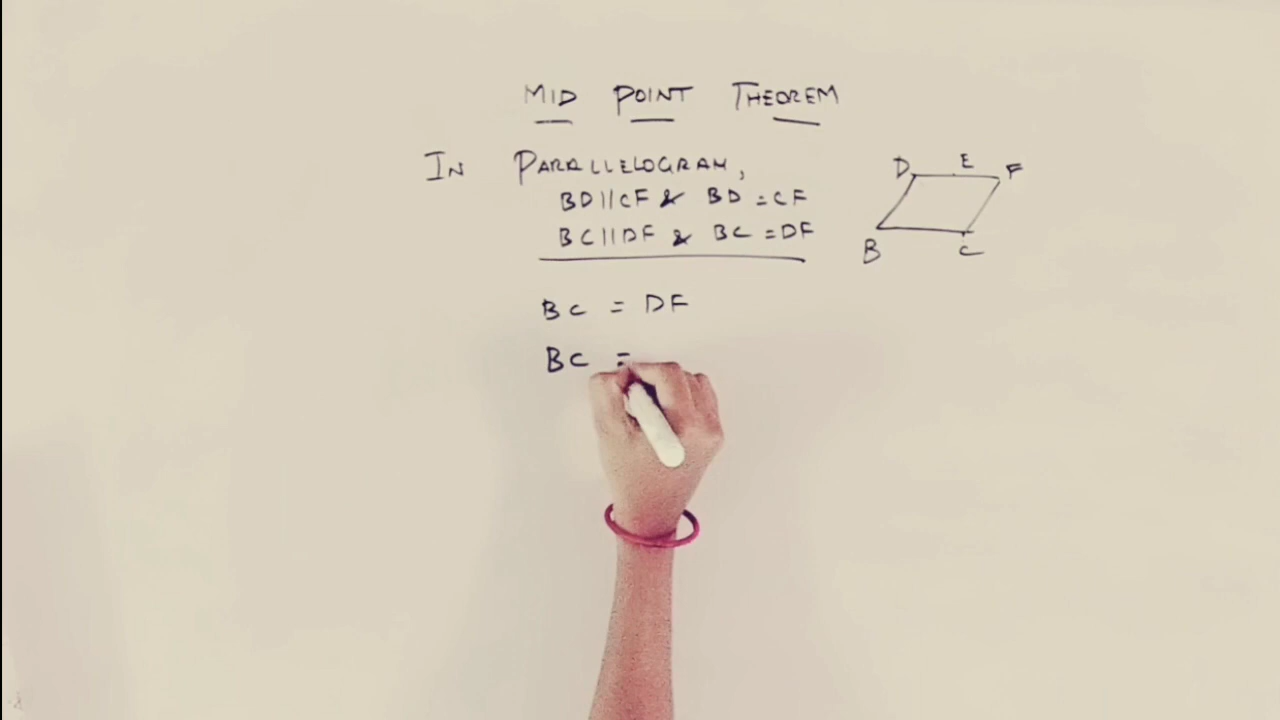 MID POINT THEOREM
IN PARALLELOGRAM,
BD||CF & BD = CF
BC||DF & BC = DF
BC = DF
BC =
D E F
B C